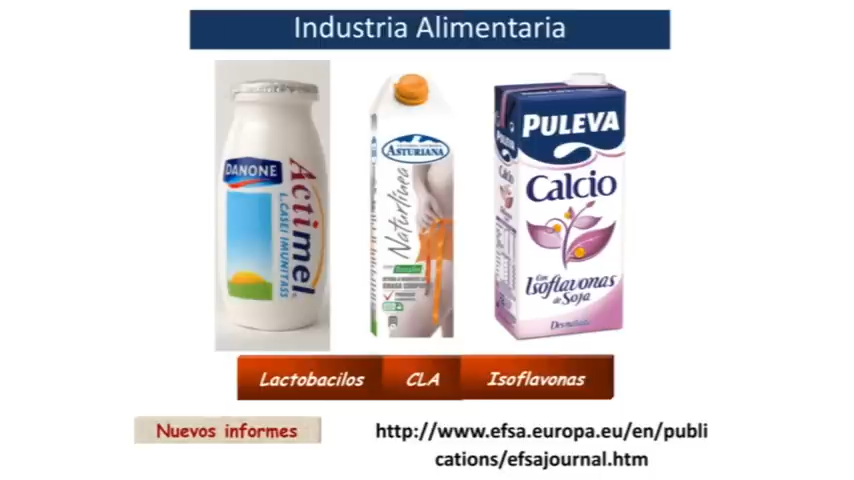 Industria Alimentaria
DANONE
Actimel
L.CASEI IMUNITASS
ASTURIANA
Naturlínea
PULEVA
Calcio
Con
Isoflavonas
de Soja
Desnatada
Lactobacilos
CLA
Isoflavonas
Nuevos informes
http://www.efsa.europa.eu/en/publi
cations/efsajournal.htm